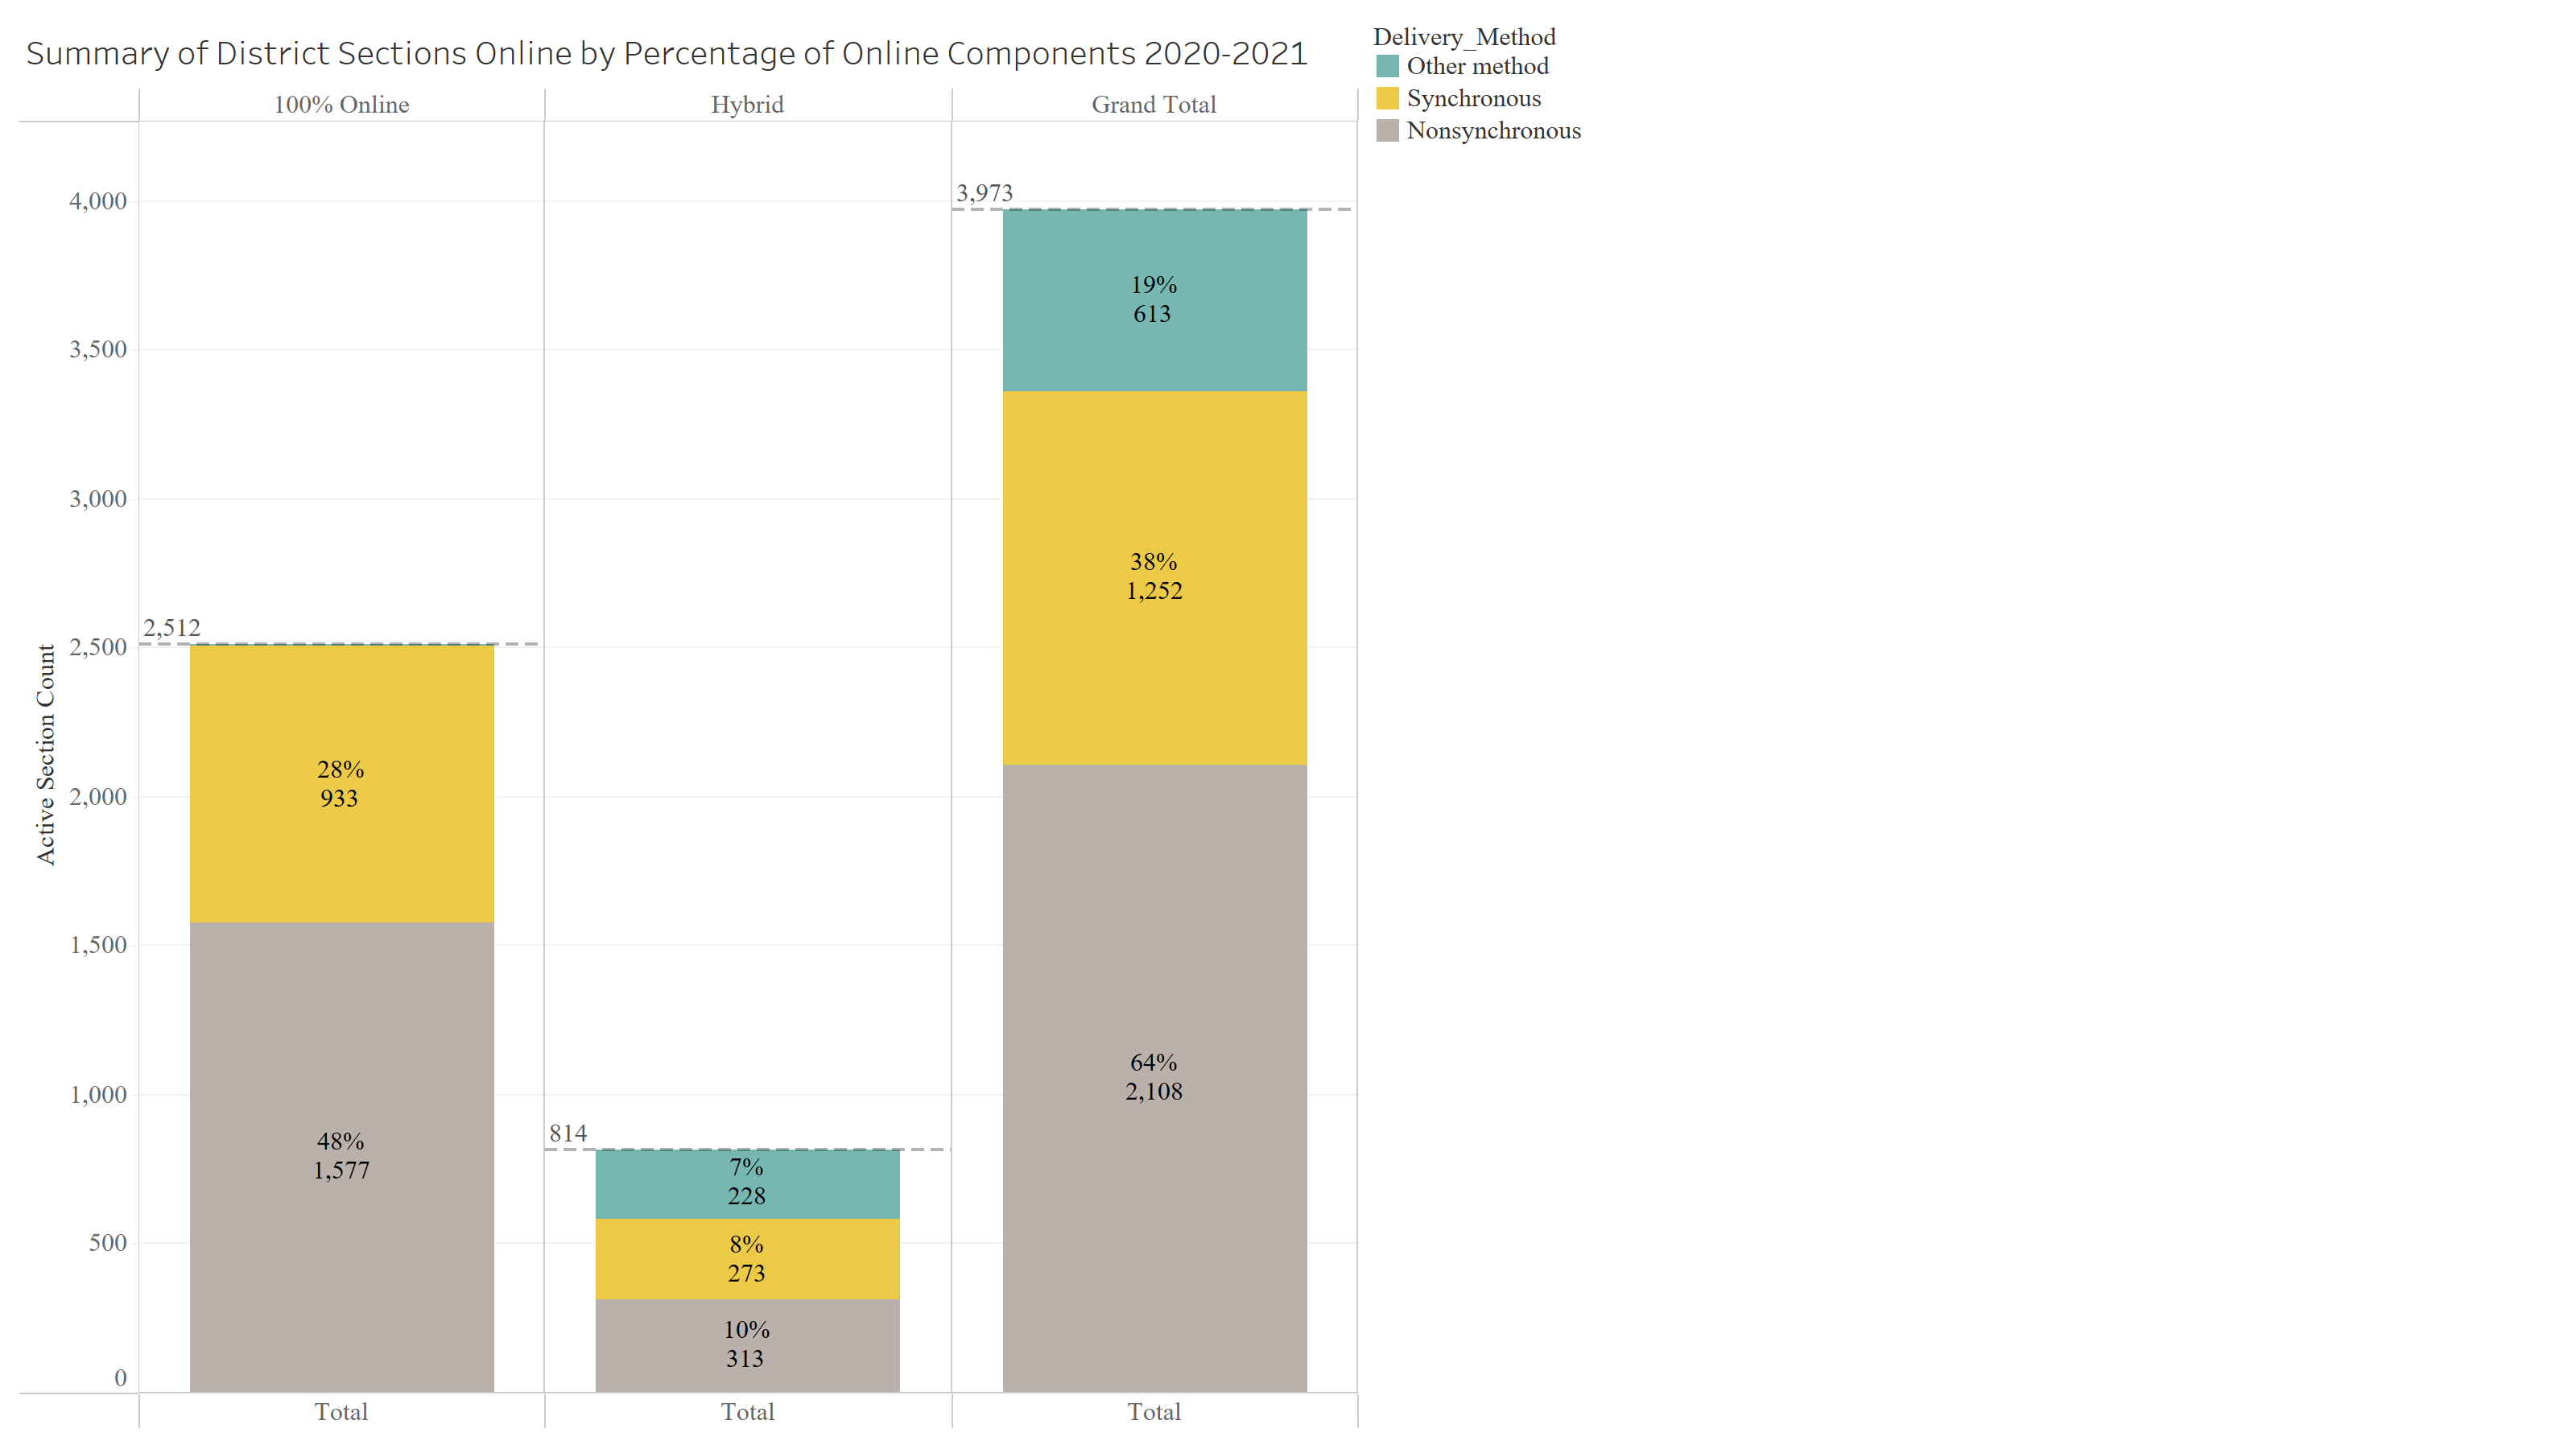 Summary of District Sections Online by Percentage of Online Components 2020-2021
Delivery_Method
Other method
Synchronous
Nonsynchronous
100% Online
Hybrid
Grand Total
Active Section Count
4,000
3,500
3,000
2,500
2,000
1,500
1,000
500
0
2,512
28%
933
48%
1,577
814
7%
228
8%
273
10%
313
3,973
19%
613
38%
1,252
64%
2,108
Total
Total
Total